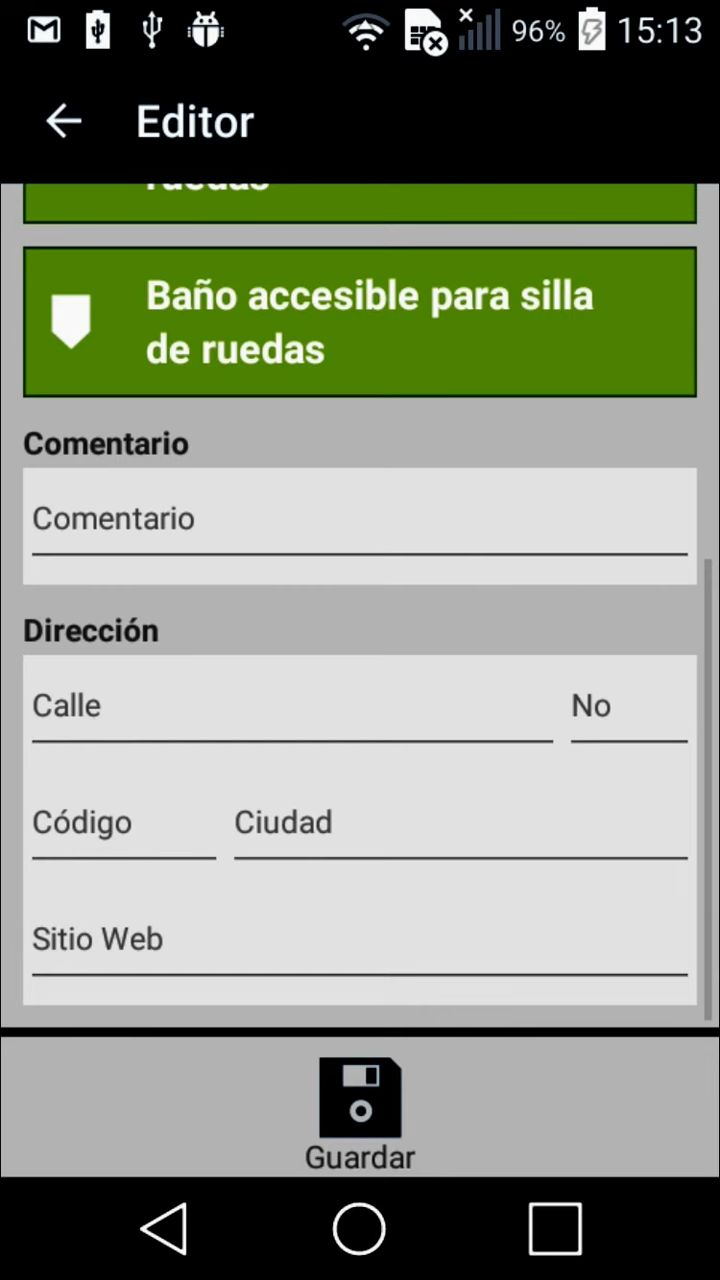 96% 15:13
Editor
ruedas
Baño accesible para silla
de ruedas
Comentario
Comentario
Dirección
Calle No
Código Ciudad
Sitio Web
Guardar